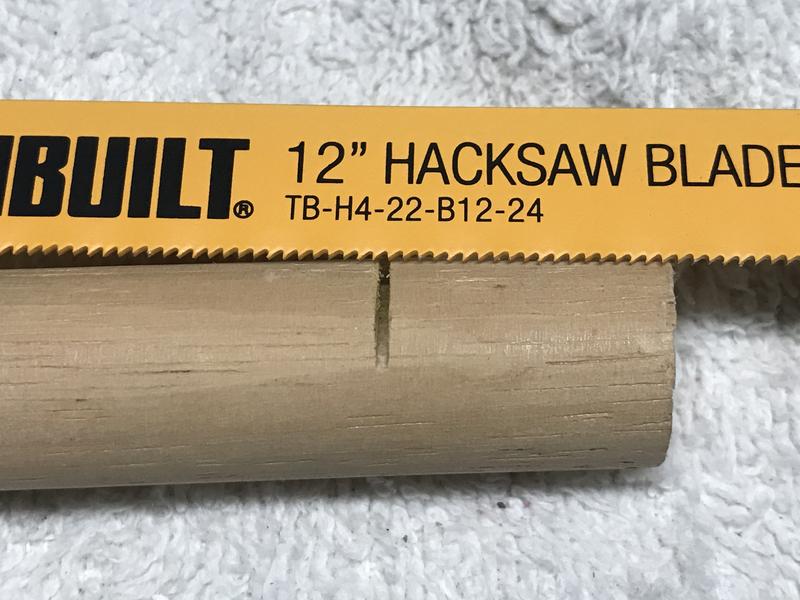 BUILT®
12” HACKSAW BLADE
TB-H4-22-B12-24